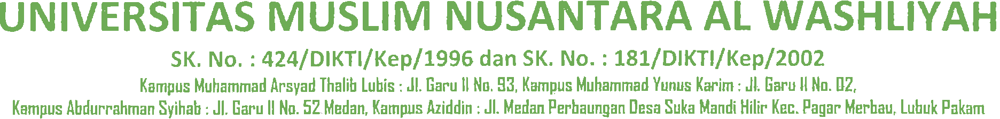 UNIVERSITAS MUSLIM NUSANTARA AL WASHLIYAH
SK. No. : 424/DIKTI/Kep/1996 dan SK. No. : 181/DIKTI/Kep/2002
Kampus Muhammad Arsyad Thalib Lubis : Jl. Garu II No. 93, Kampus Muhammad Yunus Karim : Jl. Garu II No. 02,
Kampus Abdurrahman Syihab : Jl. Garu II No. 52 Medan, Kampus Aziddin : Jl. Medan Perbaungan Desa Suka Mandi Hilir Kec. Pagar Merbau, Lubuk Pakam